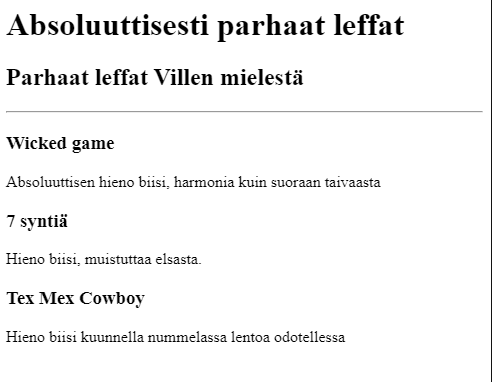 Absoluuttisesti parhaat leffat
Parhaat leffat Villen mielestä
Wicked game
Absoluuttisen hieno biisi, harmonia kuin suoraan taivaasta
7 syntiä
Hieno biisi, muistuttaa elsasta.
Tex Mex Cowboy
Hieno biisi kuunnella nummelassa lentoa odotellessa